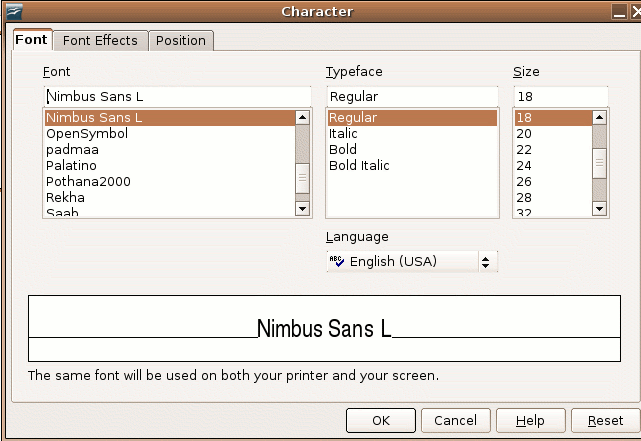 Character
Font Font Effects Position
Font Typeface Size
Nimbus Sans L Regular 18
Nimbus Sans L Regular 18
OpenSymbol Italic 20
padmaa Bold 22
Palatino Bold Italic 24
Pothana2000 26
Rekha 28
Saab 32
Language
ABC English (USA)
Nimbus Sans L
The same font will be used on both your printer and your screen.
OK Cancel Help Reset